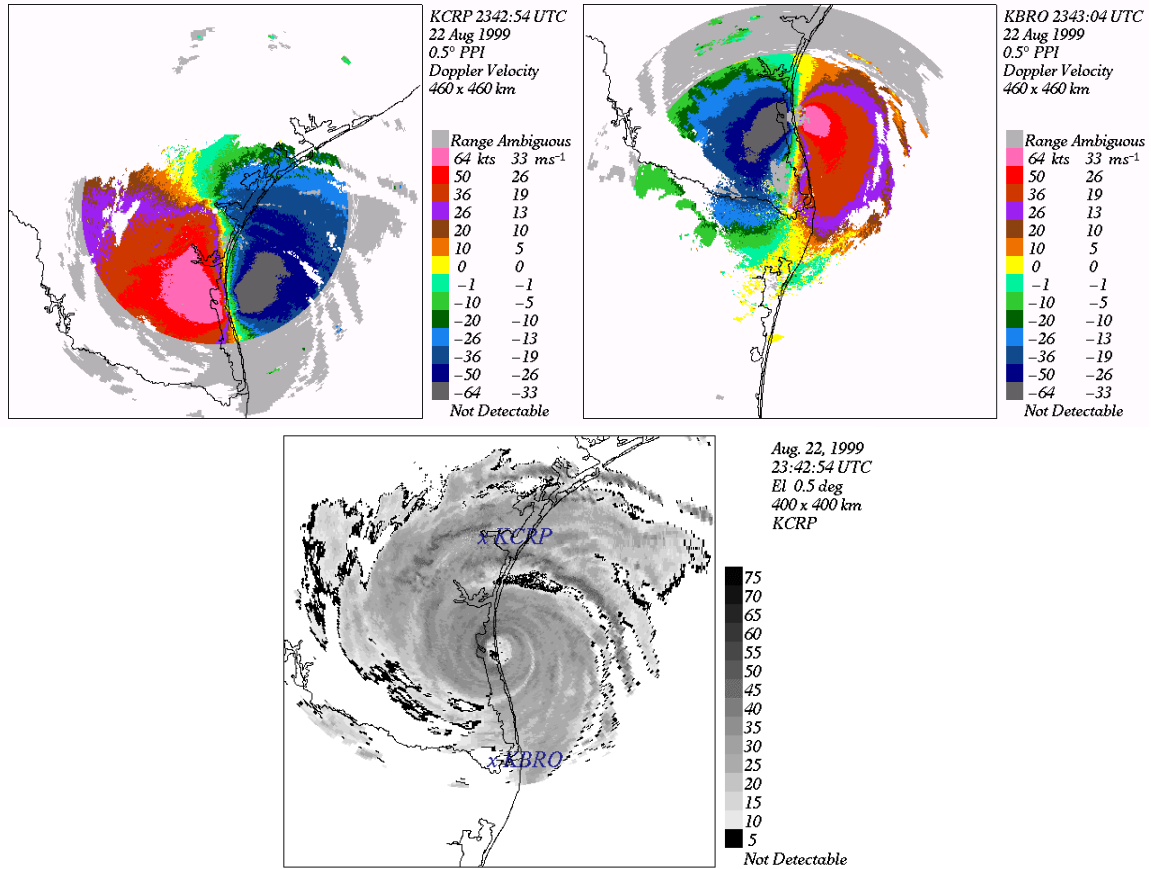 KCRP 2342:54 UTC
22 Aug 1999
0.5° PPI
Doppler Velocity
460 x 460 km
Range Ambiguous
64 kts 33 ms⁻¹
50 26
36 19
26 13
20 10
10 5
0 0
−1 −1
−10 −5
−20 −10
−26 −13
−36 −19
−50 −26
−64 −33
Not Detectable
KBRO 2343:04 UTC
22 Aug 1999
0.5° PPI
Doppler Velocity
460 x 460 km
Range Ambiguous
64 kts 33 ms⁻¹
50 26
36 19
26 13
20 10
10 5
0 0
−1 −1
−10 −5
−20 −10
−26 −13
−36 −19
−50 −26
−64 −33
Not Detectable
x KCRP
x KBRO
Aug. 22, 1999
23:42:54 UTC
El 0.5 deg
400 x 400 km
KCRP
75
70
65
60
55
50
45
40
35
30
25
20
15
10
5
Not Detectable